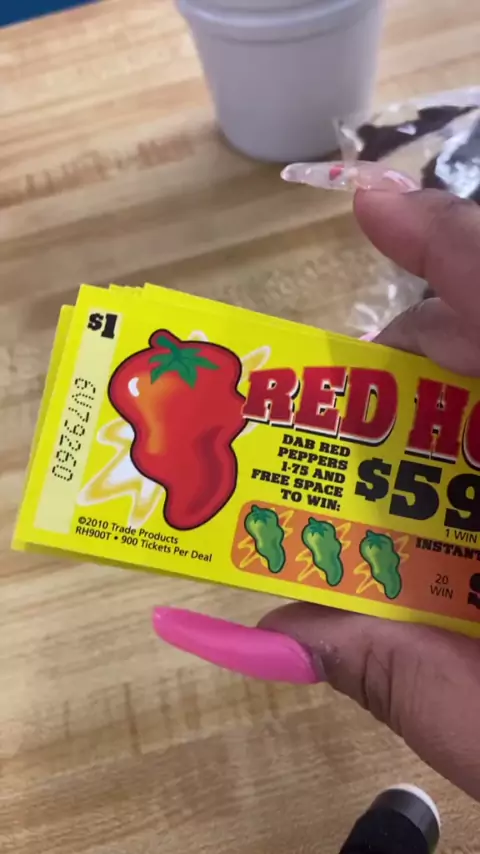 $1
RED HO
DAB RED
PEPPERS
1-75 AND
FREE SPACE
TO WIN:
$59
1 WIN
INSTANT
20
WIN
©2010 Trade Products
RH900T • 900 Tickets Per Deal